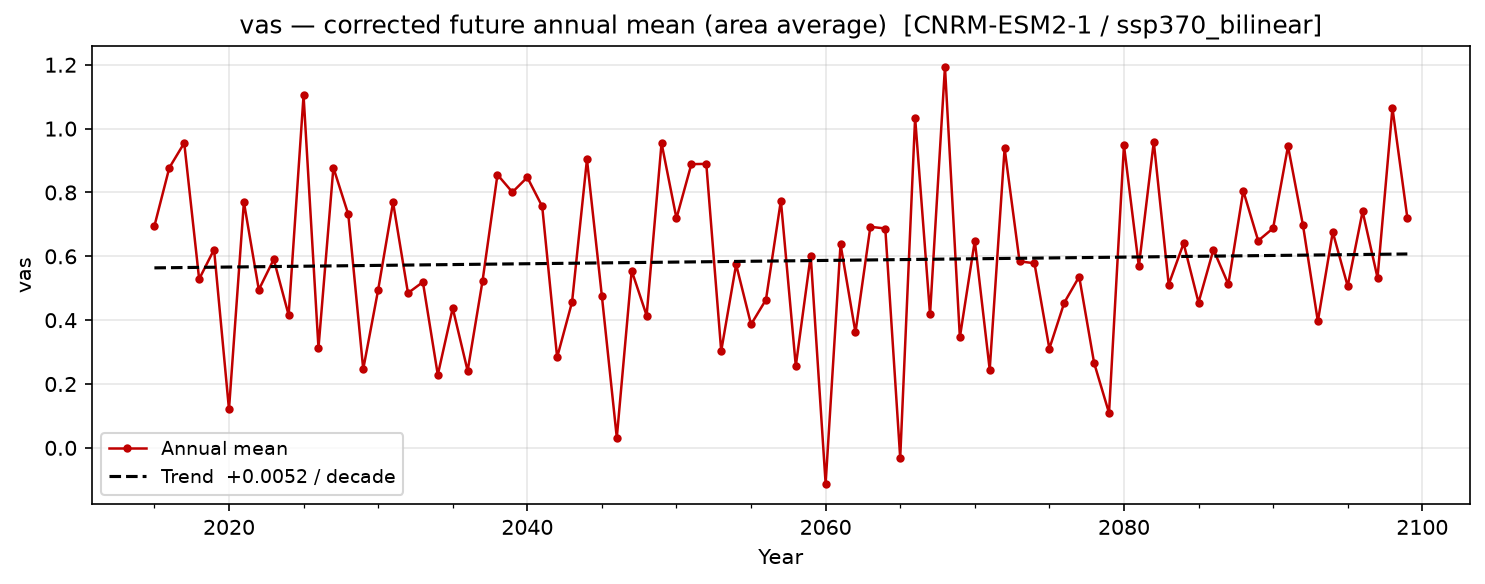 vas — corrected future annual mean (area average)  [CNRM-ESM2-1 / ssp370_bilinear]
1.2
1.0
0.8
0.6
0.4
0.2
0.0
vas
Annual mean
Trend  +0.0052 / decade
2020
2040
2060
2080
2100
Year